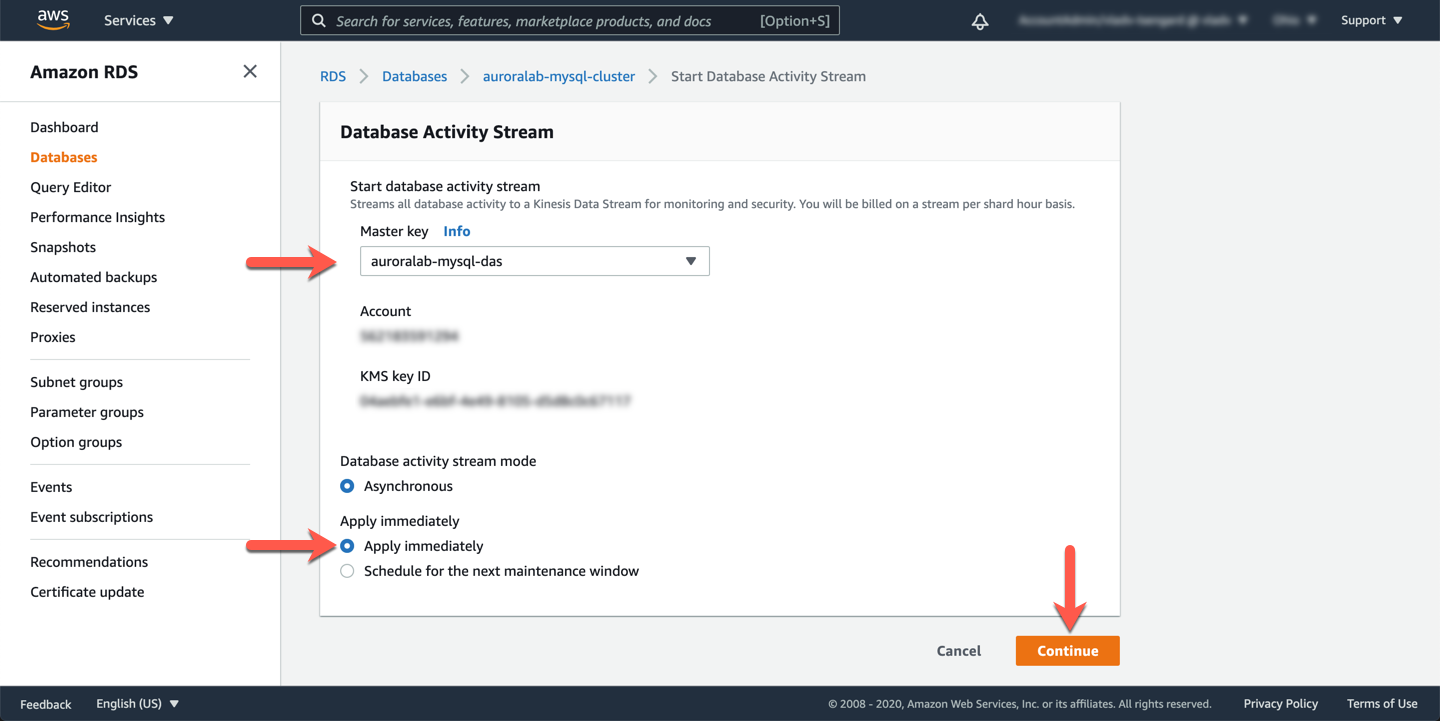 aws
Services
Search for services, features, marketplace products, and docs [Option+S]
Support
Amazon RDS
Dashboard
Databases
Query Editor
Performance Insights
Snapshots
Automated backups
Reserved instances
Proxies
Subnet groups
Parameter groups
Option groups
Events
Event subscriptions
Recommendations
Certificate update
RDS > Databases > auroralab-mysql-cluster > Start Database Activity Stream
Database Activity Stream
Start database activity stream
Streams all database activity to a Kinesis Data Stream for monitoring and security. You will be billed on a stream per shard hour basis.
Master key Info
auroralab-mysql-das
Account
KMS key ID
Database activity stream mode
Asynchronous
Apply immediately
Apply immediately
Schedule for the next maintenance window
Cancel
Continue
Feedback
English (US)
© 2008 - 2020, Amazon Web Services, Inc. or its affiliates. All rights reserved.
Privacy Policy
Terms of Use